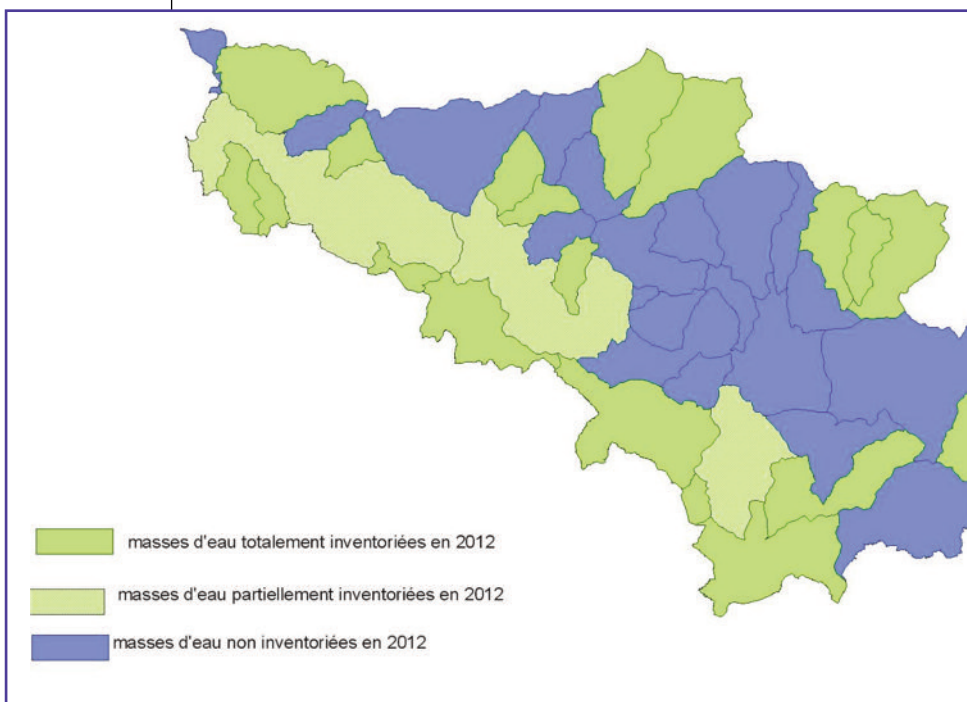 masses d'eau totalement inventoriées en 2012
masses d'eau partiellement inventoriées en 2012
masses d'eau non inventoriées en 2012